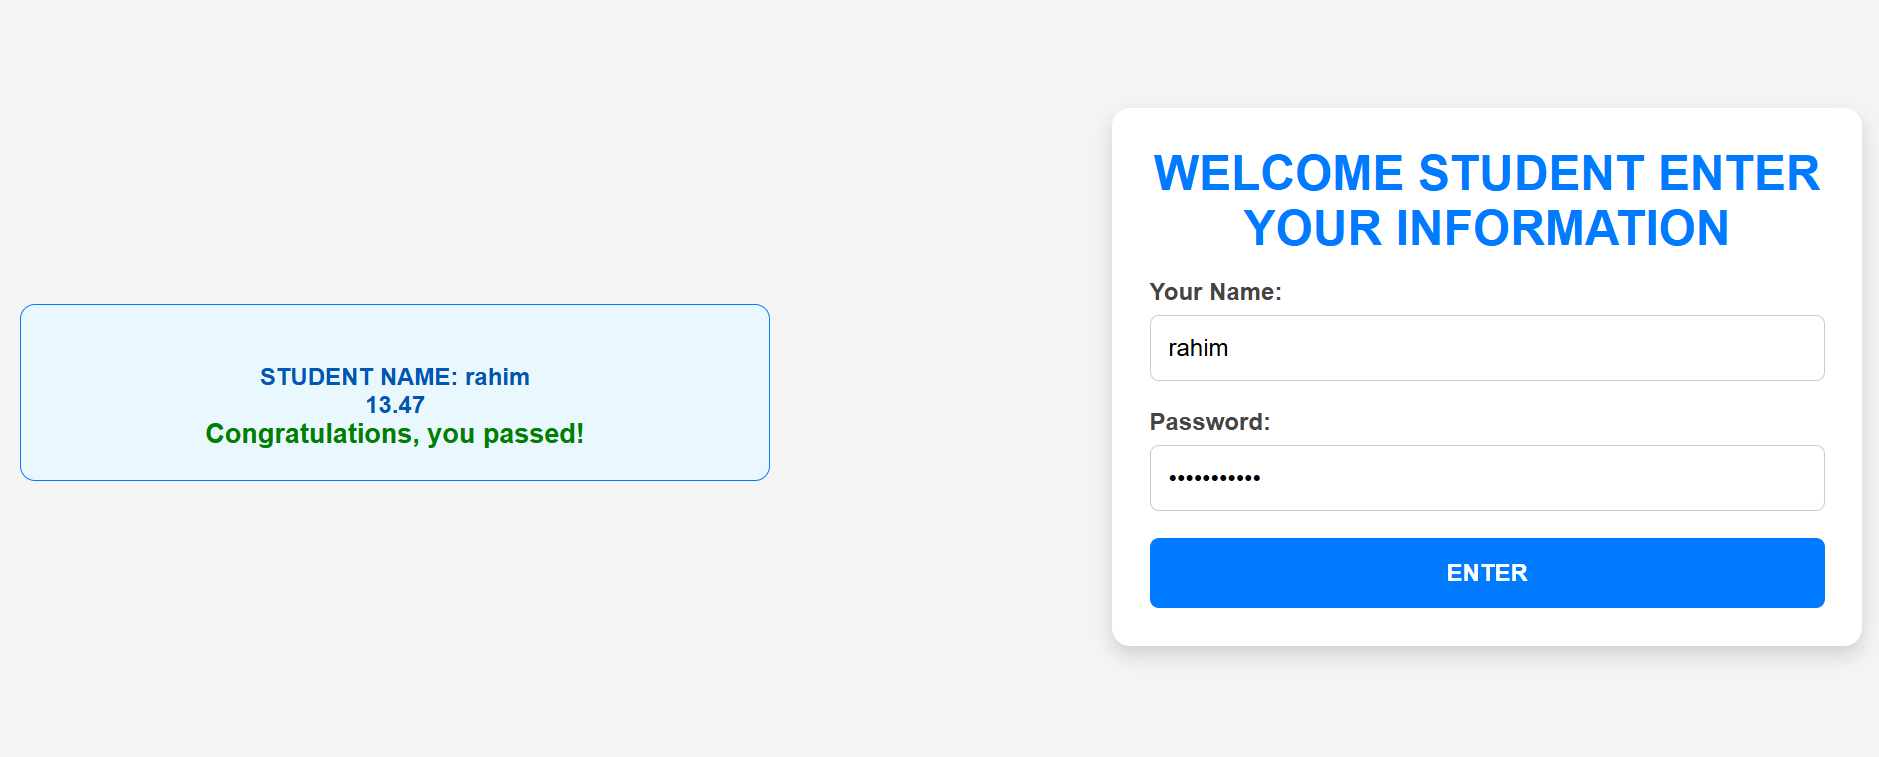 STUDENT NAME: rahim
13.47
Congratulations, you passed!
WELCOME STUDENT ENTER
YOUR INFORMATION
Your Name:
rahim
Password:
•••••••••••
ENTER